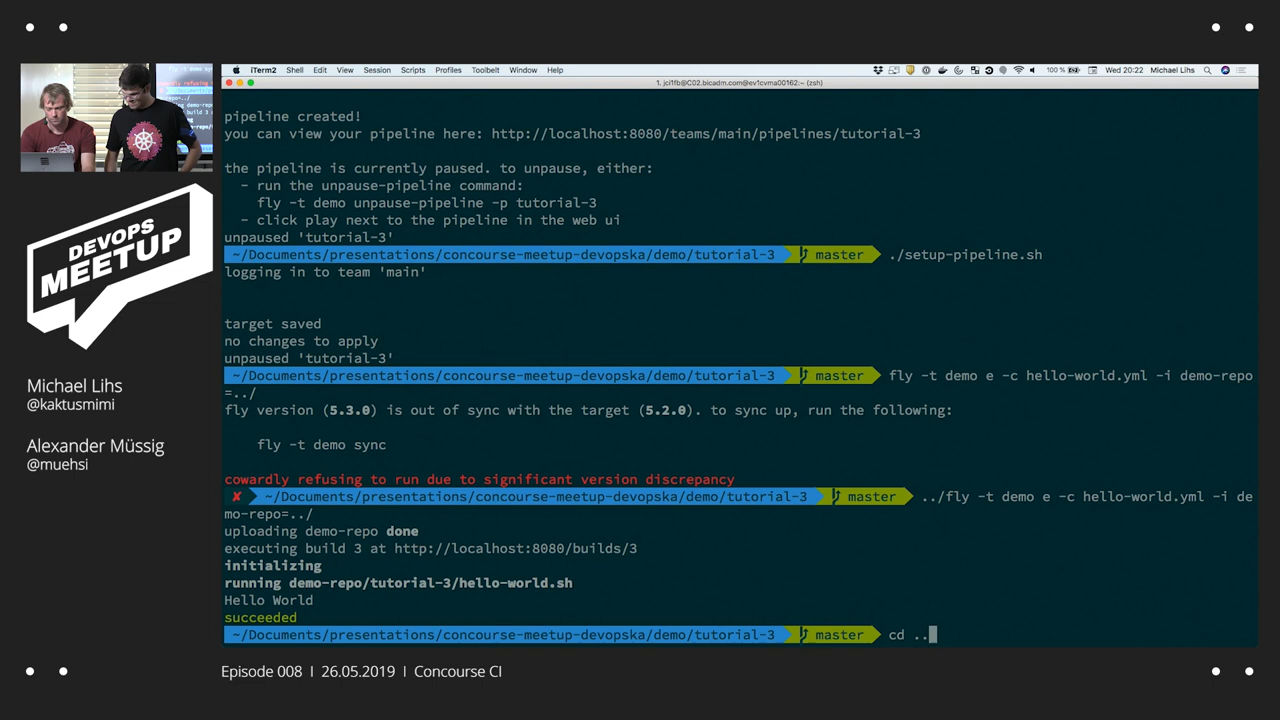 iTerm2 Shell Edit View Session Scripts Profiles Toolbelt Window Help 100 % Wed 20:22 Michael Lihs
1. jci1fb@C02.bicadm.com@ev1cvma00162:~ (zsh)
pipeline created!
you can view your pipeline here: http://localhost:8080/teams/main/pipelines/tutorial-3
the pipeline is currently paused. to unpause, either:
- run the unpause-pipeline command:
fly -t demo unpause-pipeline -p tutorial-3
- click play next to the pipeline in the web ui
unpaused 'tutorial-3'
~/Documents/presentations/concourse-meetup-devopska/demo/tutorial-3 master ./setup-pipeline.sh
logging in to team 'main'
target saved
no changes to apply
unpaused 'tutorial-3'
~/Documents/presentations/concourse-meetup-devopska/demo/tutorial-3 master fly -t demo e -c hello-world.yml -i demo-repo
=../
fly version (5.3.0) is out of sync with the target (5.2.0). to sync up, run the following:
fly -t demo sync
cowardly refusing to run due to significant version discrepancy
✘ ~/Documents/presentations/concourse-meetup-devopska/demo/tutorial-3 master ../fly -t demo e -c hello-world.yml -i de
mo-repo=../
uploading demo-repo done
executing build 3 at http://localhost:8080/builds/3
initializing
running demo-repo/tutorial-3/hello-world.sh
Hello World
succeeded
~/Documents/presentations/concourse-meetup-devopska/demo/tutorial-3 master cd ..
DEVOPS
MEETUP
Michael Lihs
@kaktusmimi
Alexander Müssig
@muehsi
Episode 008 | 26.05.2019 | Concourse CI